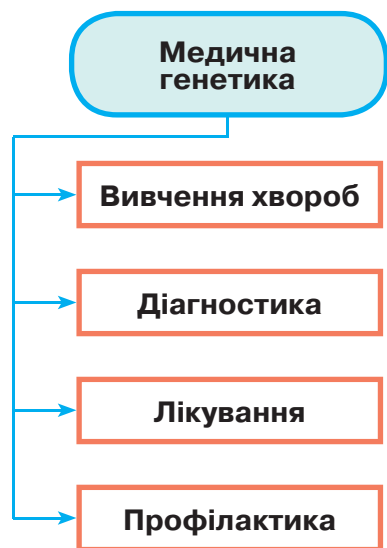 Медична
генетика
Вивчення хвороб
Діагностика
Лікування
Профілактика